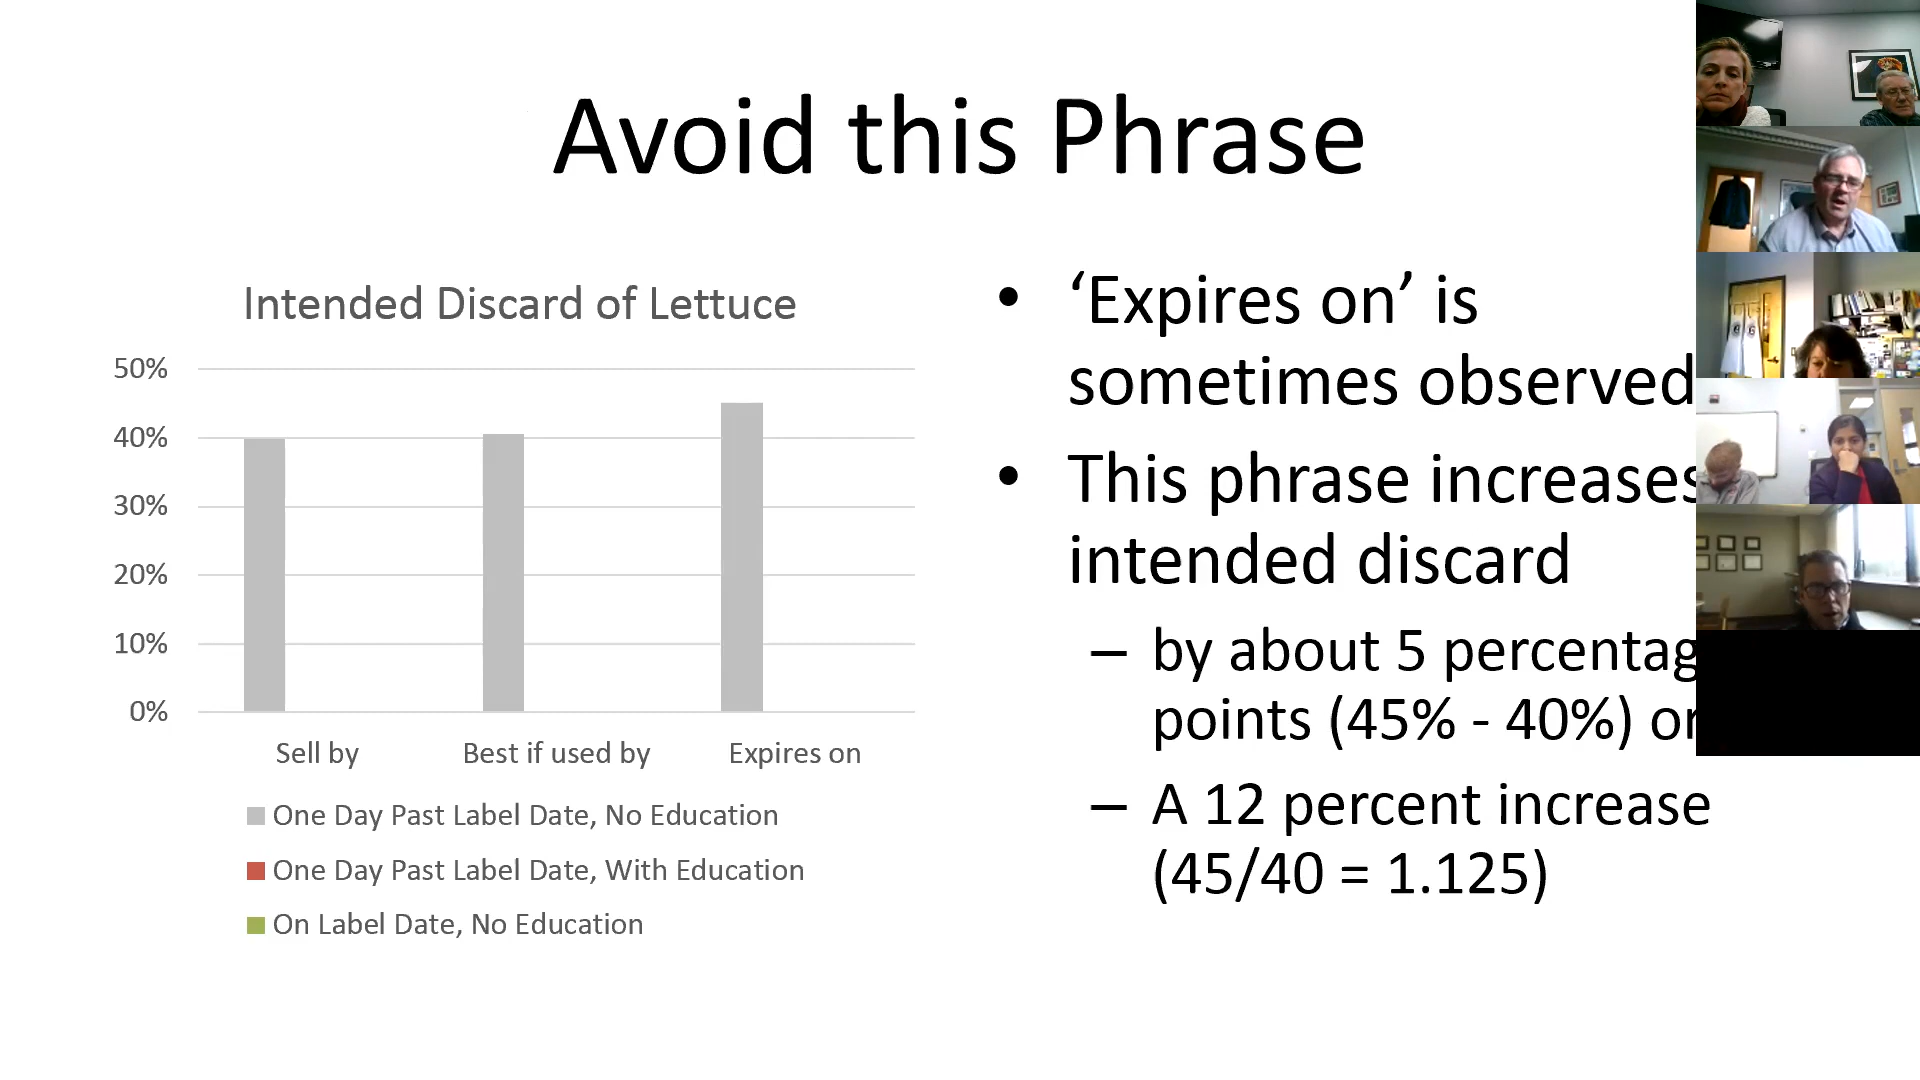 Avoid this Phrase
Intended Discard of Lettuce
50%
40%
30%
20%
10%
0%
Sell by
Best if used by
Expires on
One Day Past Label Date, No Education
One Day Past Label Date, With Education
On Label Date, No Education
• ‘Expires on’ is
sometimes observed
• This phrase increases
intended discard
– by about 5 percentag
points (45% - 40%) or
– A 12 percent increase
(45/40 = 1.125)